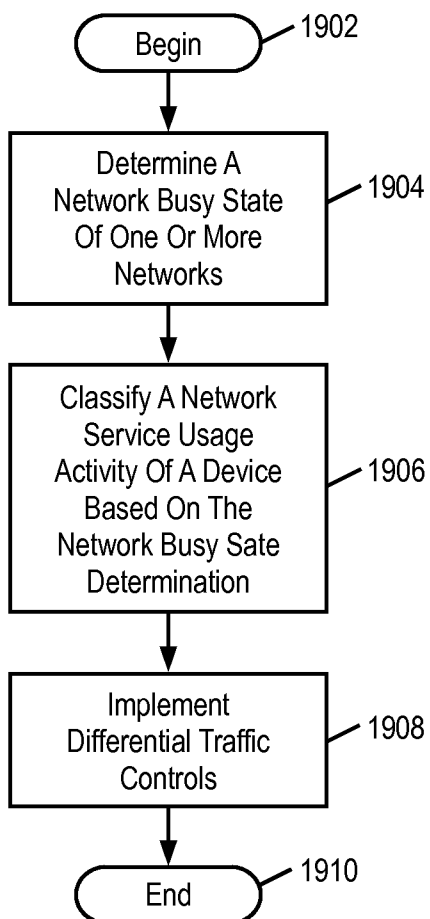 Begin
1902
Determine A
Network Busy State
Of One Or More
Networks
1904
Classify A Network
Service Usage
Activity Of A Device
Based On The
Network Busy Sate
Determination
1906
Implement
Differential Traffic
Controls
1908
End
1910